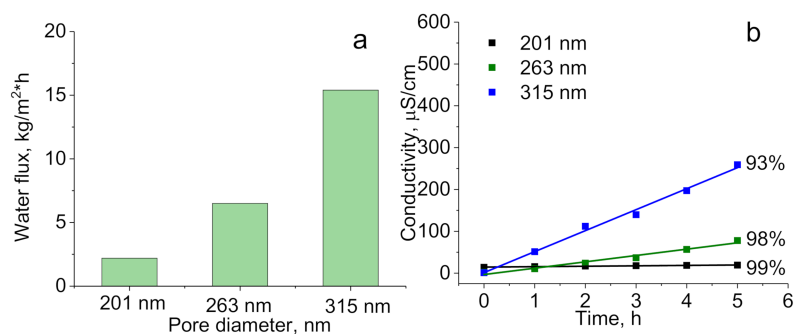 a
20
15
10
5
0
Water flux, kg/m²*h
201 nm
263 nm
315 nm
Pore diameter, nm
b
600
500
400
300
200
100
0
Conductivity, μS/cm
201 nm
263 nm
315 nm
93%
98%
99%
0
1
2
3
4
5
6
Time, h